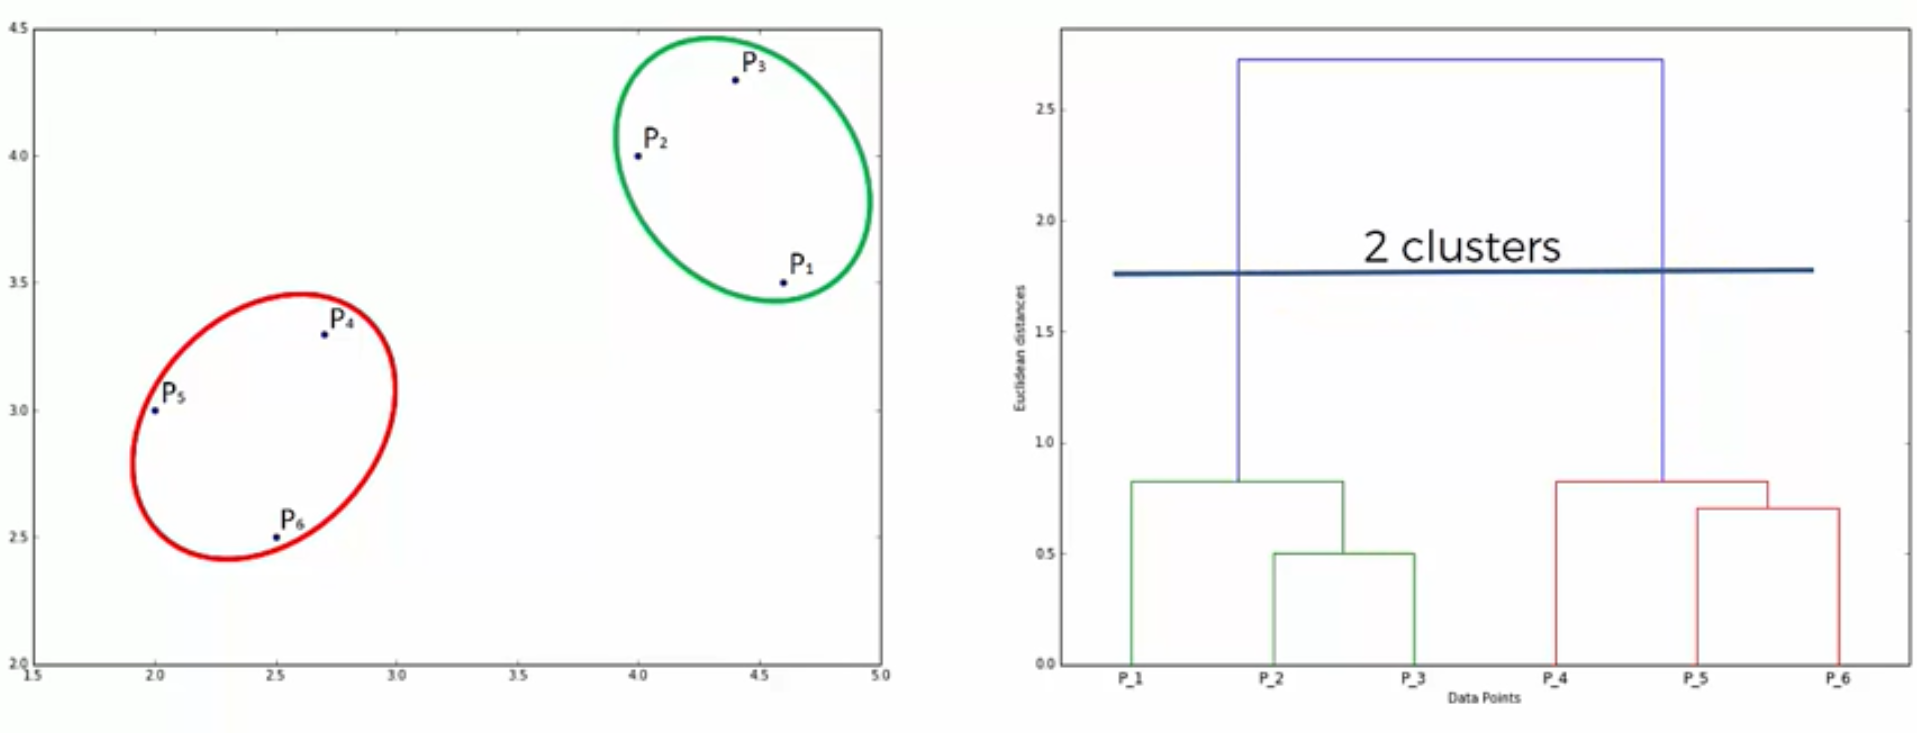 4.5
4.0
3.5
3.0
2.5
2.0
1.5 2.0 2.5 3.0 3.5 4.0 4.5 5.0
P₃
P₂
P₁
P₄
P₅
P₆
2 clusters
Euclidean distances
2.5
2.0
1.5
1.0
0.5
0.0
P_1 P_2 P_3 P_4 P_5 P_6
Data Points